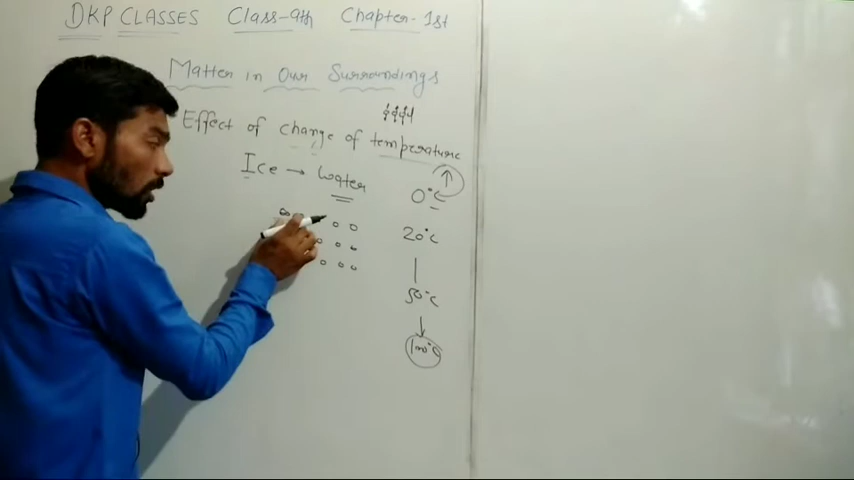 DKP CLASSES Class-9th Chapter-1st
Matter in Our Surroundings
Effect of change of temperature
Ice → water
0°C
20°C
50°C
100°C